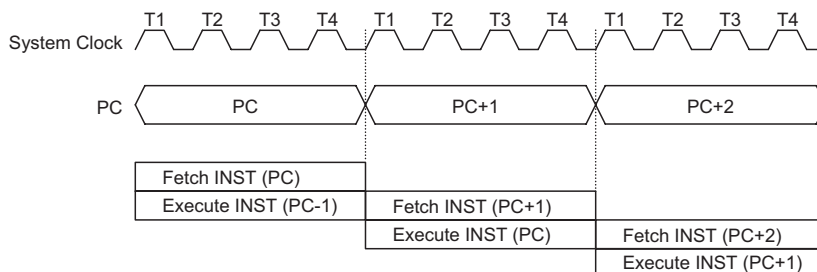 T1 T2 T3 T4 T1 T2 T3 T4 T1 T2 T3 T4
System Clock
PC PC PC+1 PC+2
Fetch INST (PC)
Execute INST (PC-1) Fetch INST (PC+1)
Execute INST (PC) Fetch INST (PC+2)
Execute INST (PC+1)